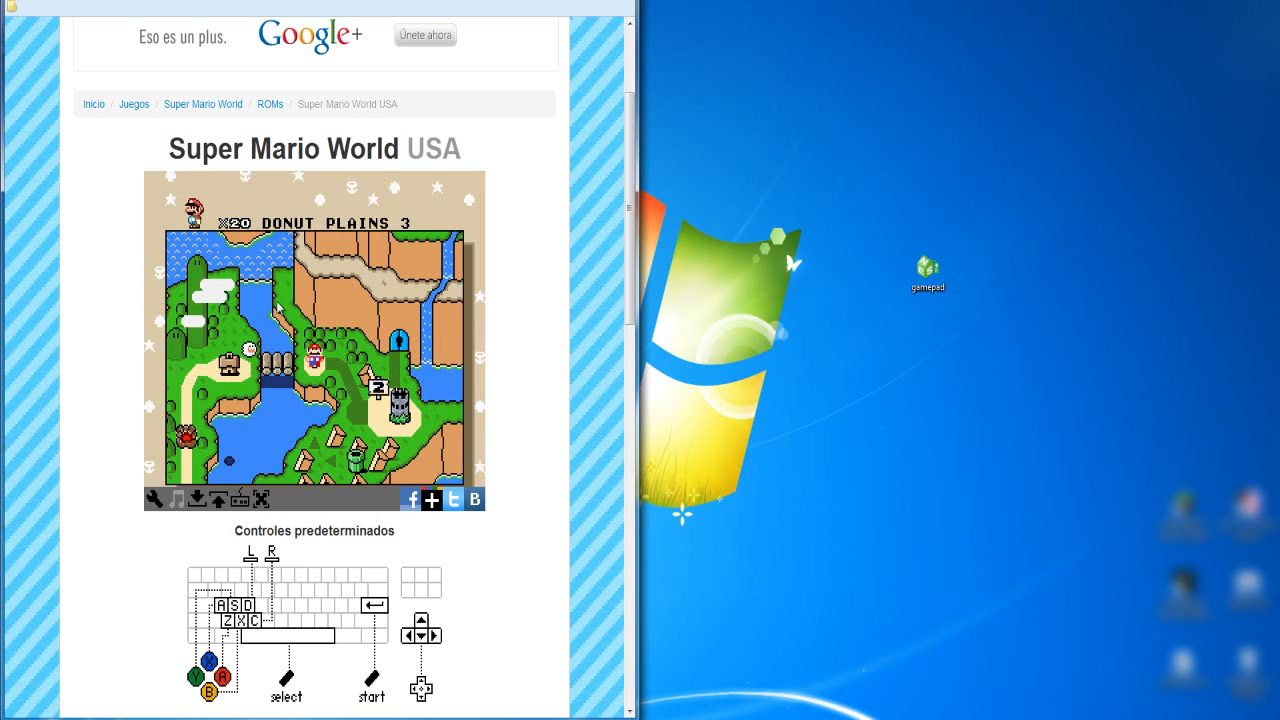 Eso es un plus. Google+ Únete ahora
Inicio / Juegos / Super Mario World / ROMs / Super Mario World USA
Super Mario World USA
X20 DONUT PLAINS 3
2
f + t B
Controles predeterminados
L R
A S D
Z X C
X
Y A
B
select start
gamepad